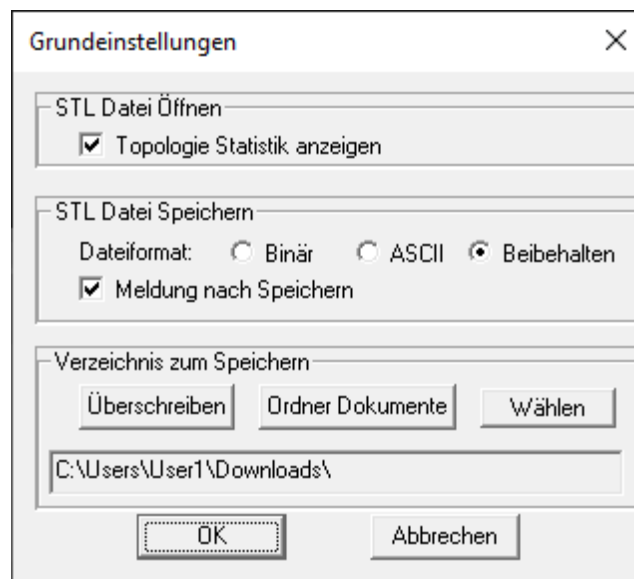 Grundeinstellungen
STL Datei Öffnen
Topologie Statistik anzeigen
STL Datei Speichern
Dateiformat: Binär ASCII Beibehalten
Meldung nach Speichern
Verzeichnis zum Speichern
Überschreiben Ordner Dokumente Wählen
C:\Users\User1\Downloads\
OK Abbrechen